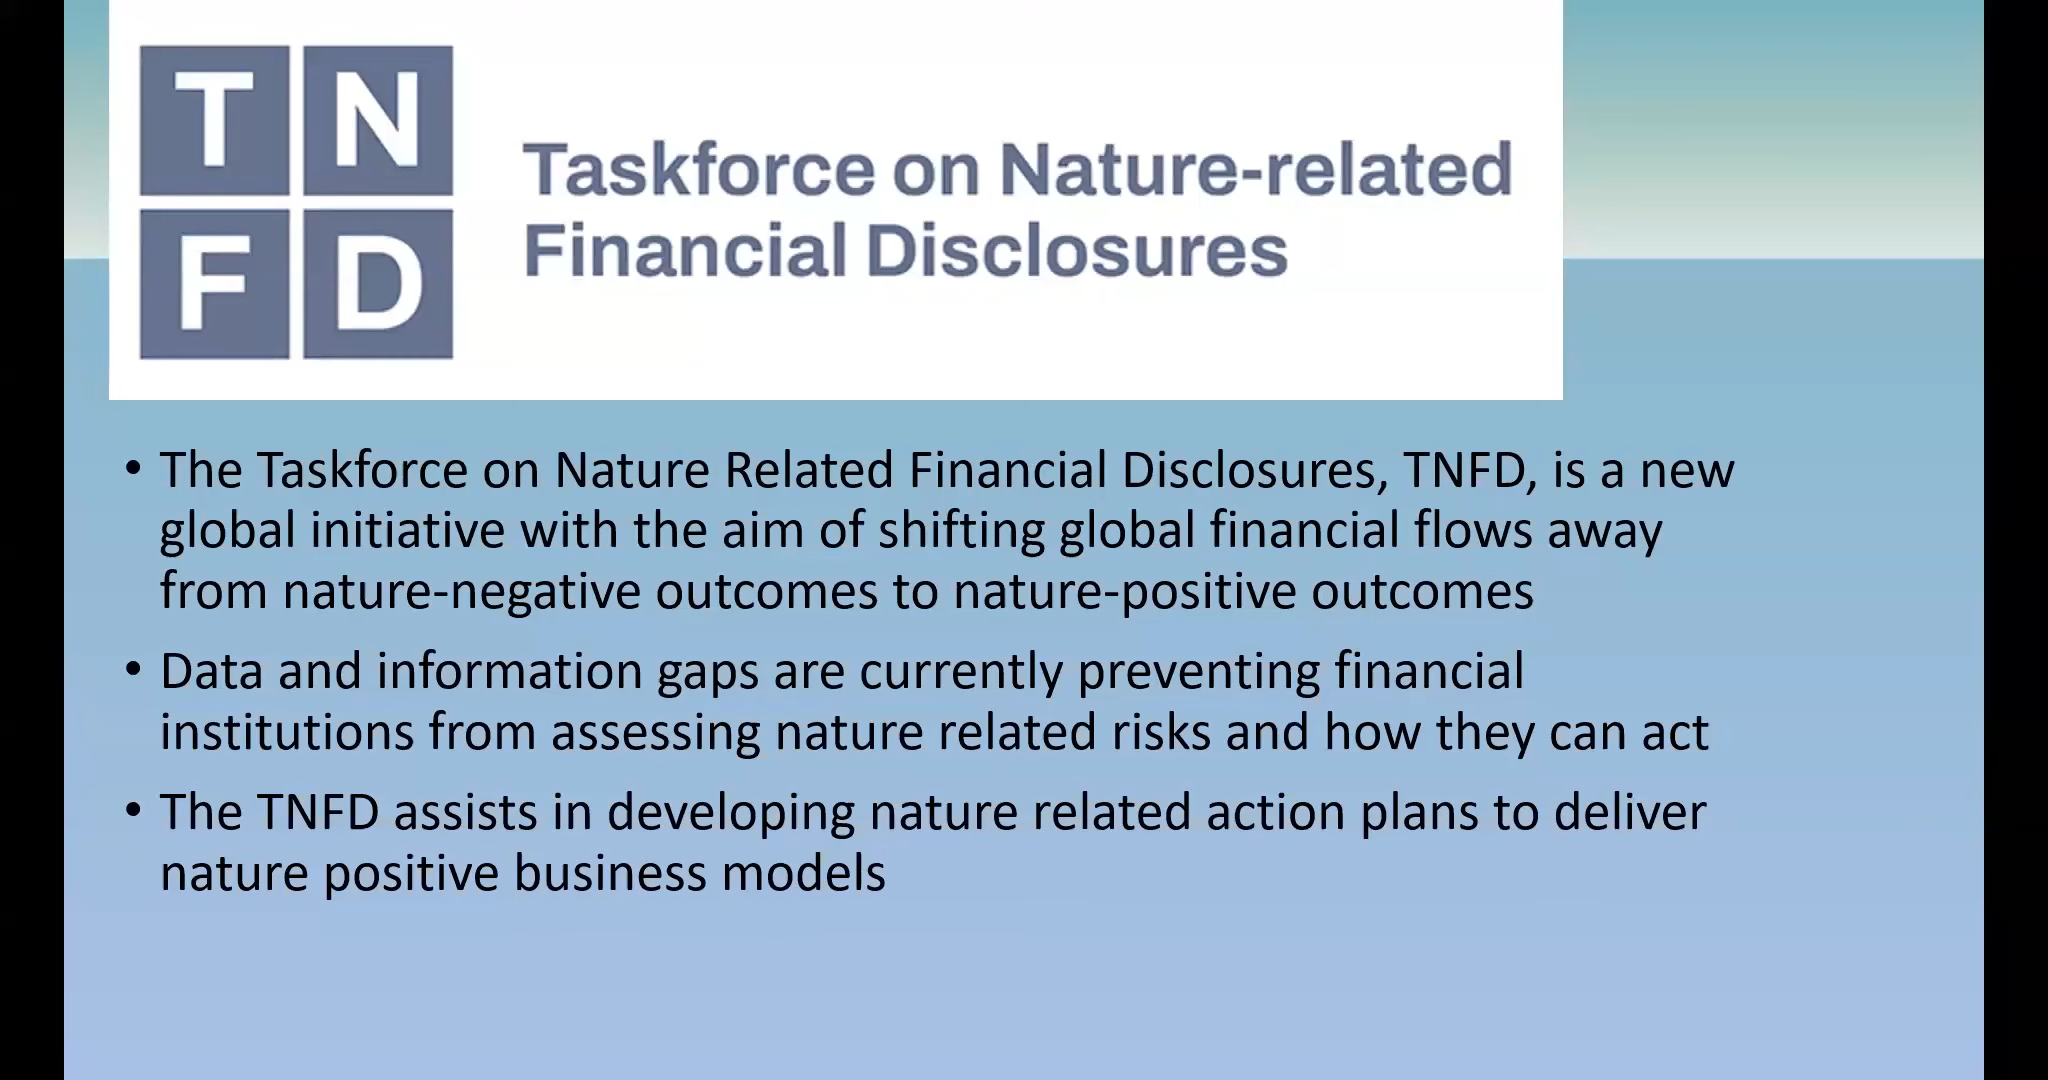 T N
F D
Taskforce on Nature-related
Financial Disclosures
• The Taskforce on Nature Related Financial Disclosures, TNFD, is a new
global initiative with the aim of shifting global financial flows away
from nature-negative outcomes to nature-positive outcomes
• Data and information gaps are currently preventing financial
institutions from assessing nature related risks and how they can act
• The TNFD assists in developing nature related action plans to deliver
nature positive business models